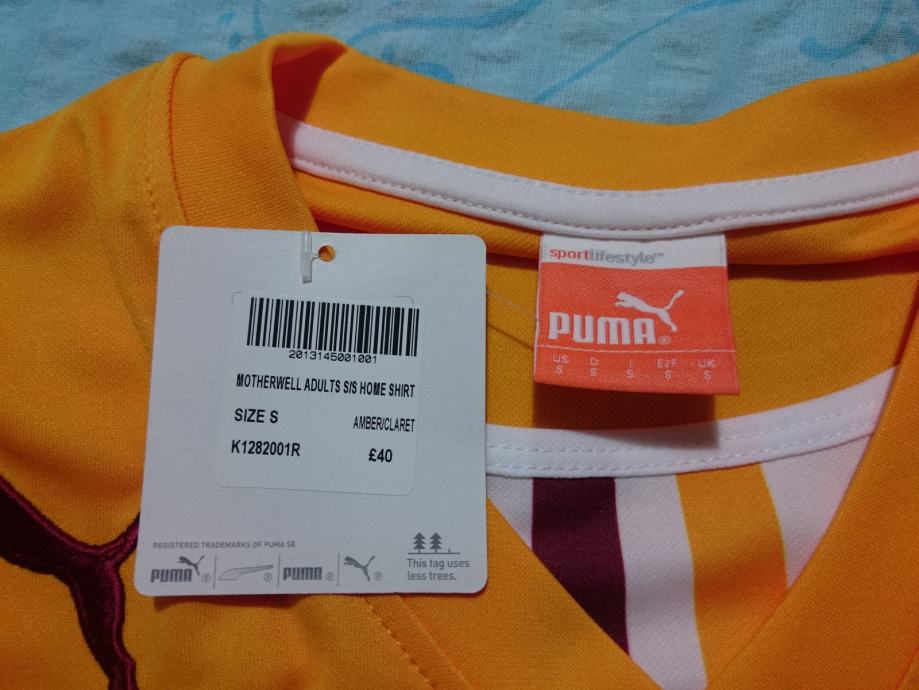 sportlifestyle™
PUMA®
US D I E/F UK
S S S S S
2013145001001
MOTHERWELL ADULTS S/S HOME SHIRT
SIZE S AMBER/CLARET
K1282001R £40
REGISTERED TRADEMARKS OF PUMA SE
PUMA® ® PUMA® ®
This tag uses
less trees.